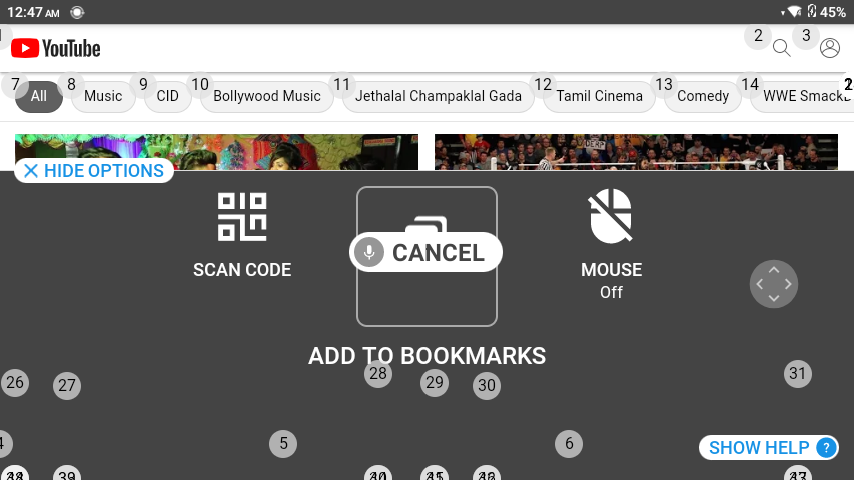 12:47 AM
45%
YouTube
2
3
7
8
9
10
11
12
13
14
All
Music
CID
Bollywood Music
Jethalal Champaklal Gada
Tamil Cinema
Comedy
WWE Smack
HIDE OPTIONS
SCAN CODE
CANCEL
MOUSE
Off
ADD TO BOOKMARKS
26
27
28
29
30
31
4
5
6
SHOW HELP ?
39